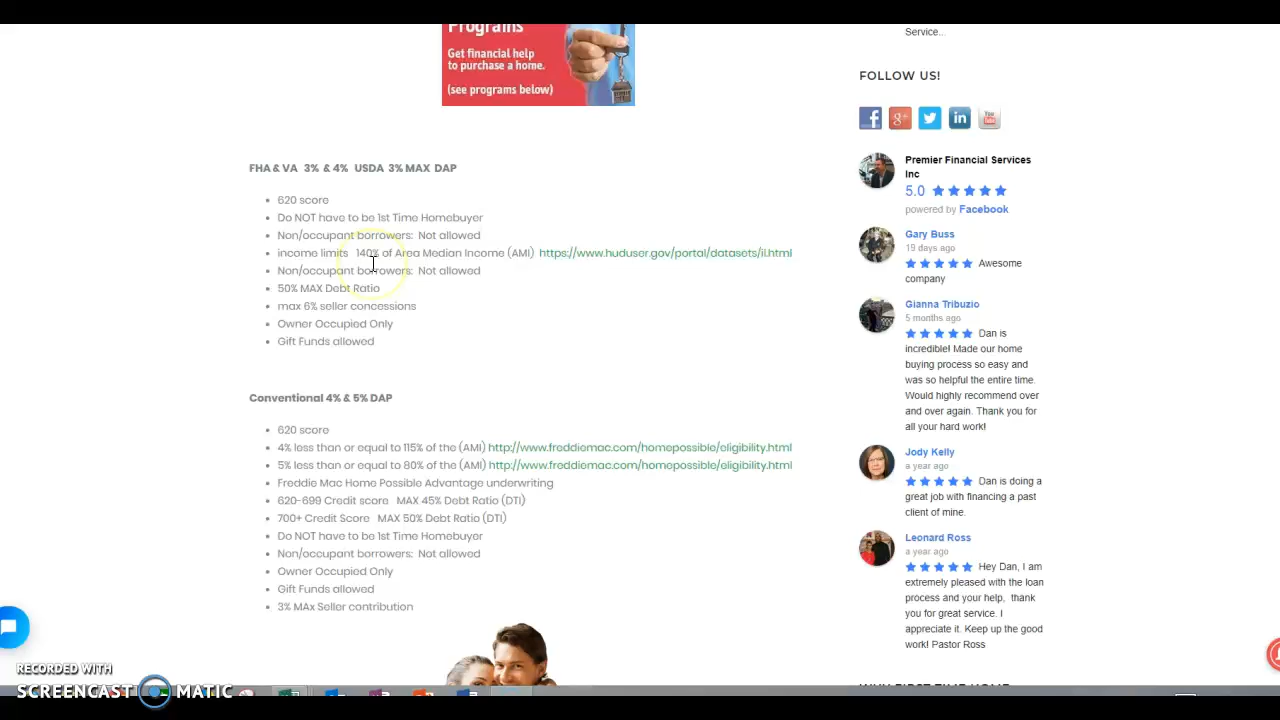 Programs
Get financial help
to purchase a home.
(see programs below)
FHA & VA 3% & 4% USDA 3% MAX DAP
620 score
Do NOT have to be 1st Time Homebuyer
Non/occupant borrowers: Not allowed
income limits 140% of Area Median Income (AMI) https://www.huduser.gov/portal/datasets/il.html
Non/occupant borrowers: Not allowed
50% MAX Debt Ratio
max 6% seller concessions
Owner Occupied Only
Gift Funds allowed
Conventional 4% & 5% DAP
620 score
4% less than or equal to 115% of the (AMI) http://www.freddiemac.com/homepossible/eligibility.html
5% less than or equal to 80% of the (AMI) http://www.freddiemac.com/homepossible/eligibility.html
Freddie Mac Home Possible Advantage underwriting
620-699 Credit score MAX 45% Debt Ratio (DTI)
700+ Credit Score MAX 50% Debt Ratio (DTI)
Do NOT have to be 1st Time Homebuyer
Non/occupant borrowers: Not allowed
Owner Occupied Only
Gift Funds allowed
3% MAx Seller contribution
Service...
FOLLOW US!
f
g+
in
You
Tube
Premier Financial Services
Inc
5.0
powered by Facebook
Gary Buss
19 days ago
Awesome
company
Gianna Tribuzio
5 months ago
Dan is
incredible! Made our home
buying process so easy and
was so helpful the entire time.
Would highly recommend over
and over again. Thank you for
all your hard work!
Jody Kelly
a year ago
Dan is doing a
great job with financing a past
client of mine.
Leonard Ross
a year ago
Hey Dan, I am
extremely pleased with the loan
process and your help, thank
you for great service. I
appreciate it. Keep up the good
work! Pastor Ross
RECORDED WITH
SCREENCAST MATIC